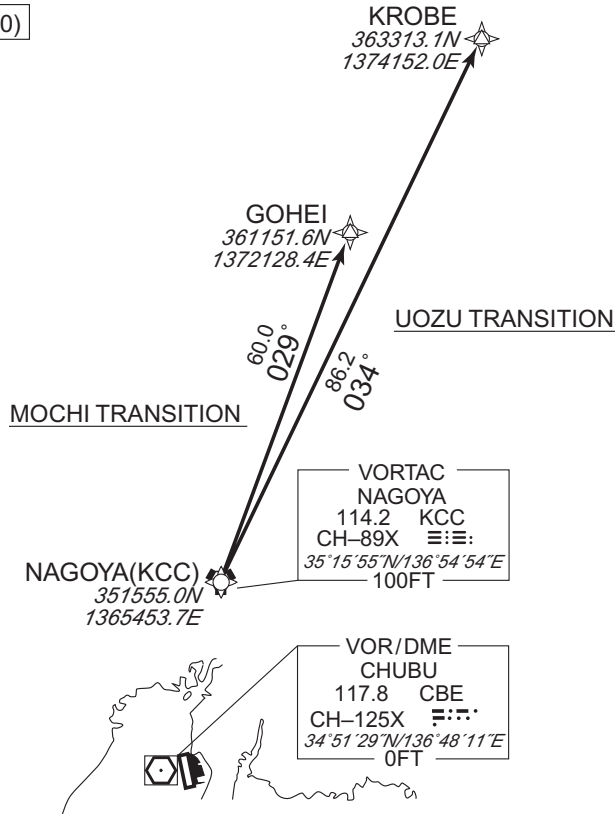 0)
KROBE
363313.1N
1374152.0E
GOHEI
361151.6N
1372128.4E
UOZU TRANSITION
60.0
029°
86.2
034°
MOCHI TRANSITION
VORTAC
NAGOYA
114.2 KCC
CH–89X
35°15´55˝N/136°54´54˝E
100FT
NAGOYA(KCC)
351555.0N
1365453.7E
VOR/DME
CHUBU
117.8 CBE
CH–125X
34°51´29˝N/136°48´11˝E
0FT